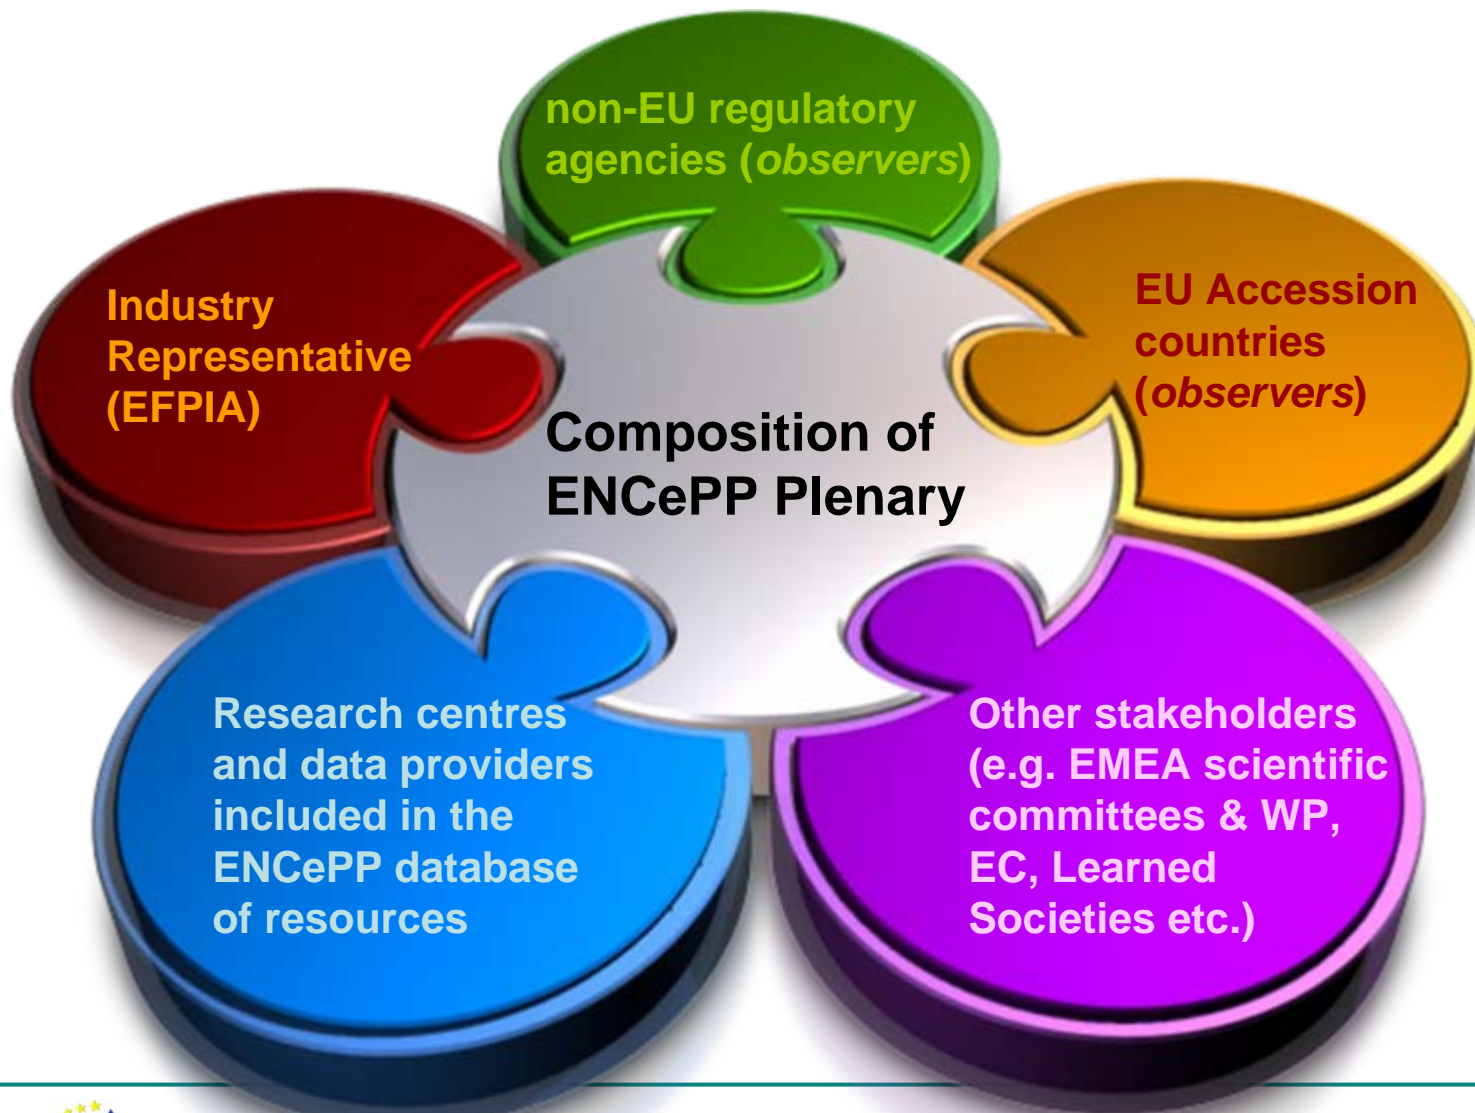 non-EU regulatory
agencies (observers)
Industry
Representative
(EFPIA)
EU Accession
countries
(observers)
Composition of
ENCePP Plenary
Research centres
and data providers
included in the
ENCePP database
of resources
Other stakeholders
(e.g. EMEA scientific
committees & WP,
EC, Learned
Societies etc.)